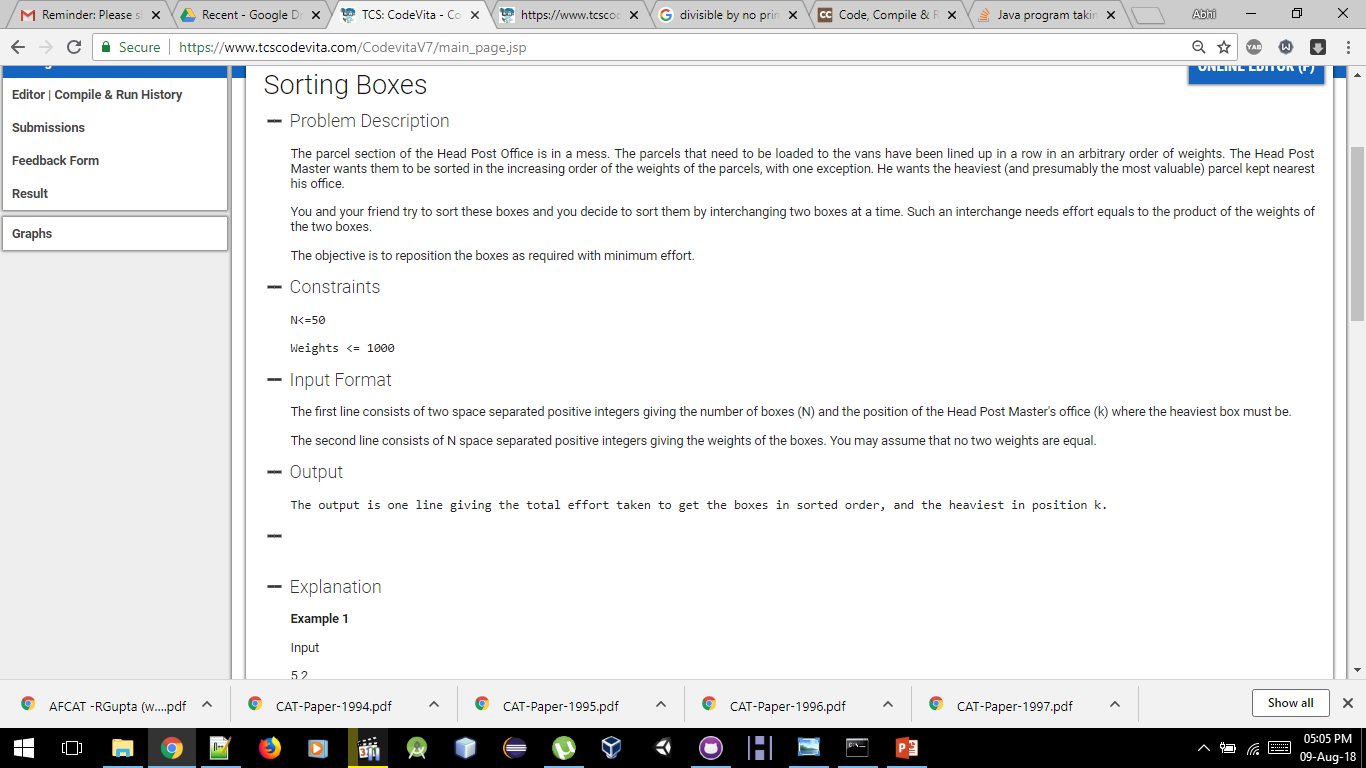 Reminder: Please s
Recent - Google D
TCS: CodeVita - Co
https://www.tcscoc
divisible by no prin
Code, Compile & R
Java program takin
Abhi
Secure
https://www.tcscodevita.com/CodevitaV7/main_page.jsp
YAB
Editor | Compile & Run History
Submissions
Feedback Form
Result
Graphs
ONLINE EDITOR (F)
Sorting Boxes
Problem Description
The parcel section of the Head Post Office is in a mess. The parcels that need to be loaded to the vans have been lined up in a row in an arbitrary order of weights. The Head Post
Master wants them to be sorted in the increasing order of the weights of the parcels, with one exception. He wants the heaviest (and presumably the most valuable) parcel kept nearest
his office.
You and your friend try to sort these boxes and you decide to sort them by interchanging two boxes at a time. Such an interchange needs effort equals to the product of the weights of
the two boxes.
The objective is to reposition the boxes as required with minimum effort.
Constraints
N<=50
Weights <= 1000
Input Format
The first line consists of two space separated positive integers giving the number of boxes (N) and the position of the Head Post Master's office (k) where the heaviest box must be.
The second line consists of N space separated positive integers giving the weights of the boxes. You may assume that no two weights are equal.
Output
The output is one line giving the total effort taken to get the boxes in sorted order, and the heaviest in position k.
Explanation
Example 1
Input
5 2
AFCAT -RGupta (w....pdf
CAT-Paper-1994.pdf
CAT-Paper-1995.pdf
CAT-Paper-1996.pdf
CAT-Paper-1997.pdf
Show all
05:05 PM
09-Aug-18